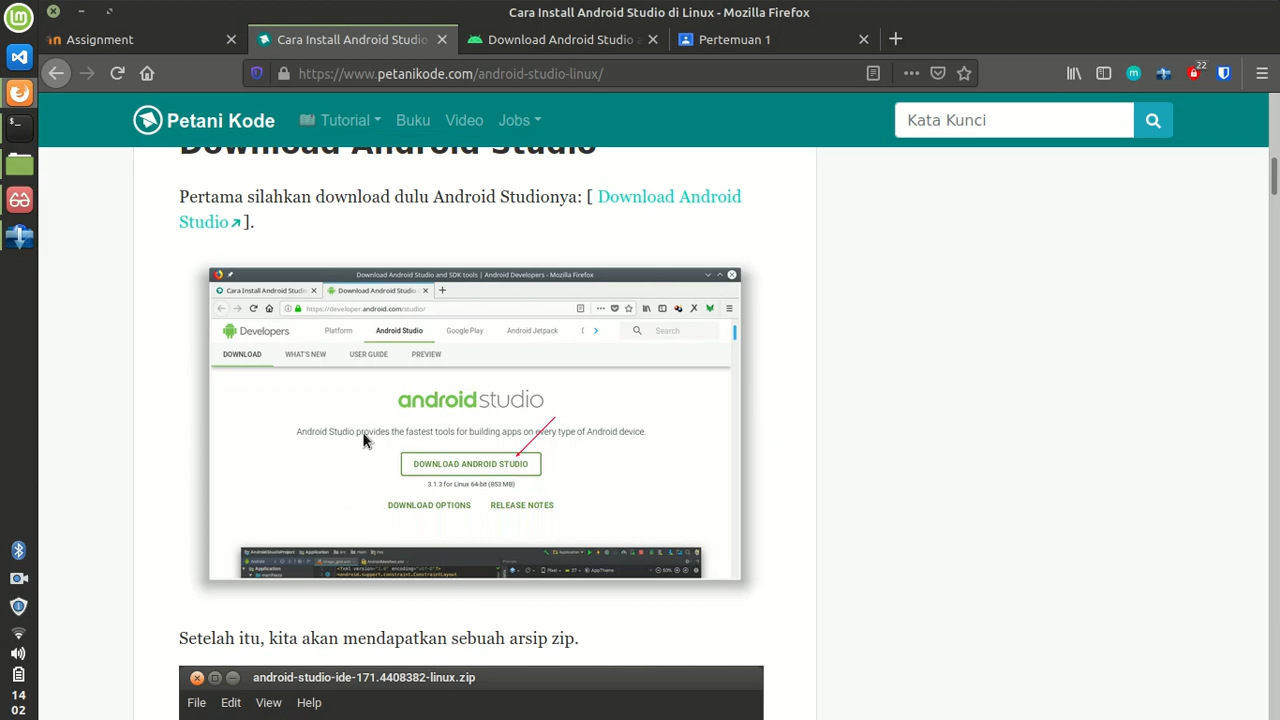 Cara Install Android Studio di Linux - Mozilla Firefox
Assignment
Cara Install Android Studio
Download Android Studio a
Pertemuan 1
https://www.petanikode.com/android-studio-linux/
22
Petani Kode
Tutorial
Buku
Video
Jobs
Kata Kunci
Download Android Studio
Pertama silahkan download dulu Android Studionya: [ Download Android
Studio ].
Download Android Studio and SDK tools | Android Developers - Mozilla Firefox
Cara Install Android Studi
Download Android Studio
https://developer.android.com/studio/
Developers
Platform
Android Studio
Google Play
Android Jetpack
Search
DOWNLOAD
WHAT'S NEW
USER GUIDE
PREVIEW
androidstudio
Android Studio provides the fastest tools for building apps on every type of Android device.
DOWNLOAD ANDROID STUDIO
3.1.3 for Linux 64-bit (853 MB)
DOWNLOAD OPTIONS
RELEASE NOTES
Setelah itu, kita akan mendapatkan sebuah arsip zip.
android-studio-ide-171.4408382-linux.zip
File Edit View Help
14
02